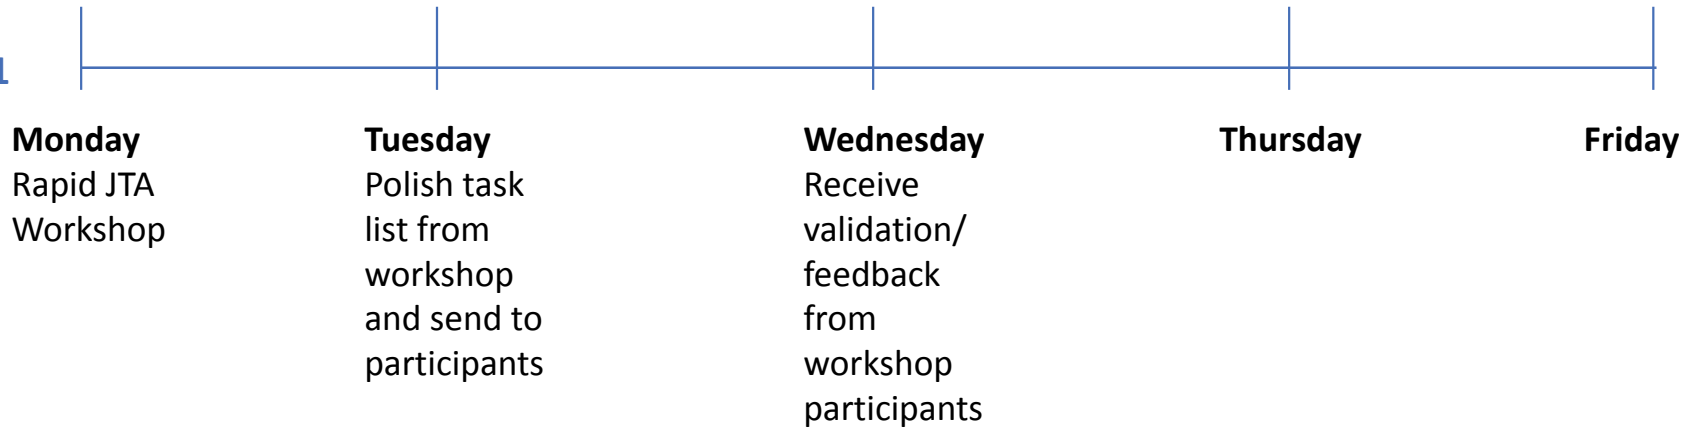 1
Monday
Rapid JTA
Workshop
Tuesday
Polish task
list from
workshop
and send to
participants
Wednesday
Receive
validation/
feedback
from
workshop
participants
Thursday
Friday